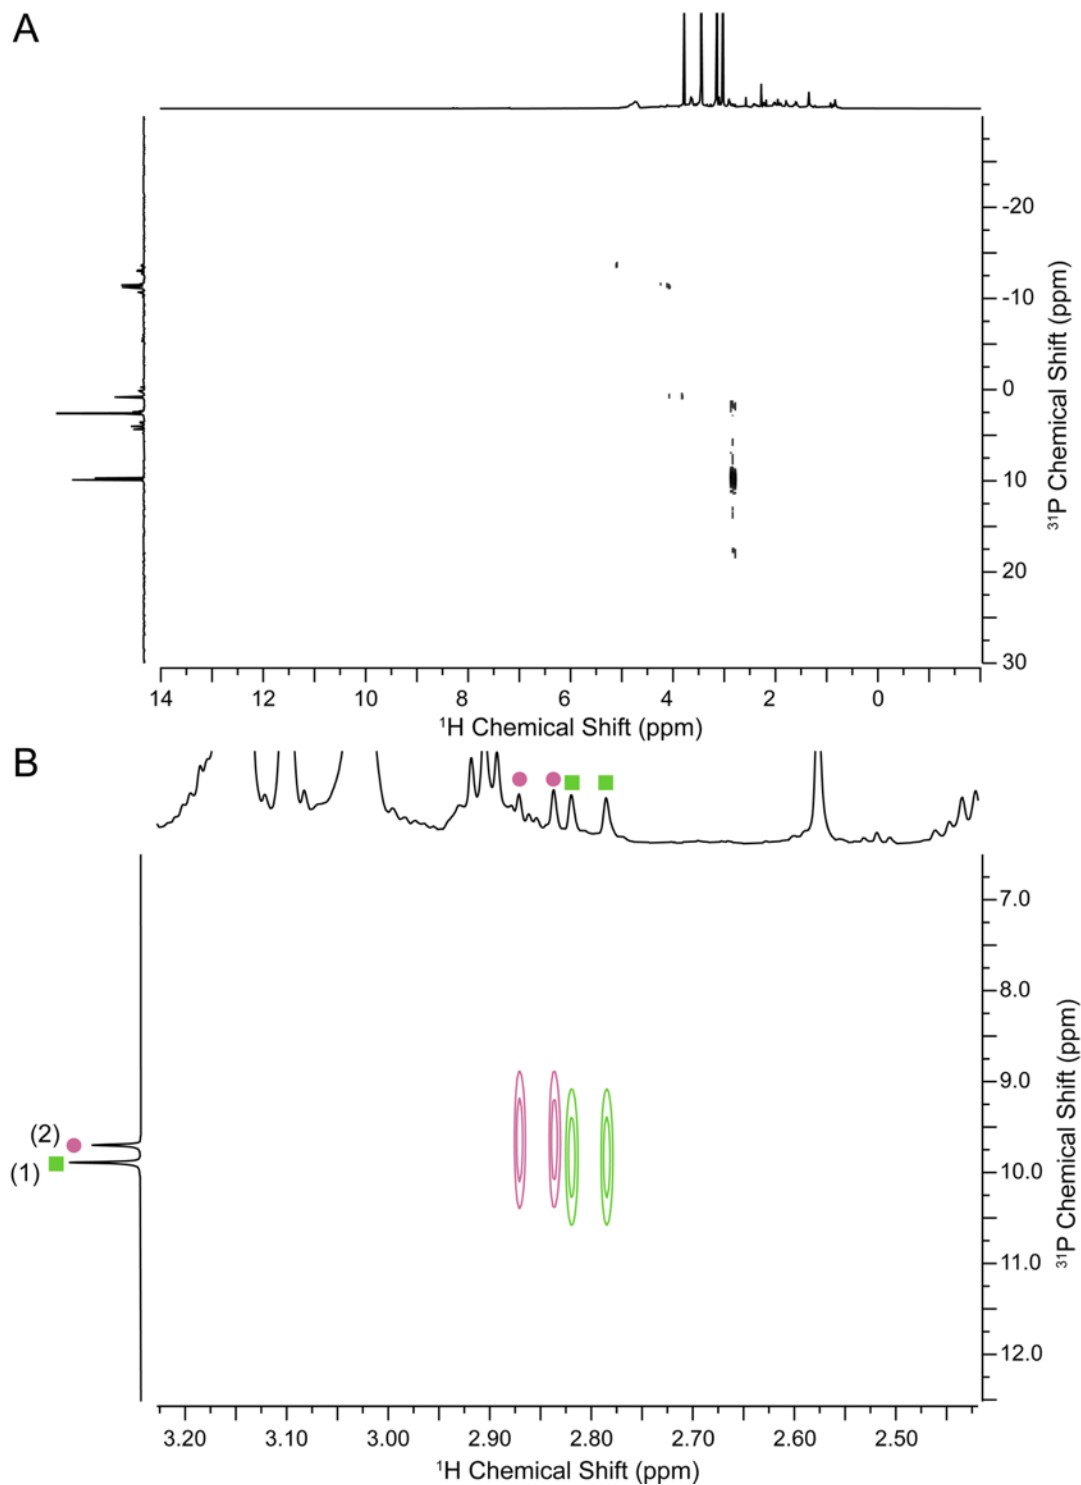 A
-20
-10
0
10
20
30
³¹P Chemical Shift (ppm)
14 12 10 8 6 4 2 0
¹H Chemical Shift (ppm)
B
7.0
8.0
9.0
(2)
(1)
10.0
11.0
12.0
³¹P Chemical Shift (ppm)
3.20 3.10 3.00 2.90 2.80 2.70 2.60 2.50
¹H Chemical Shift (ppm)